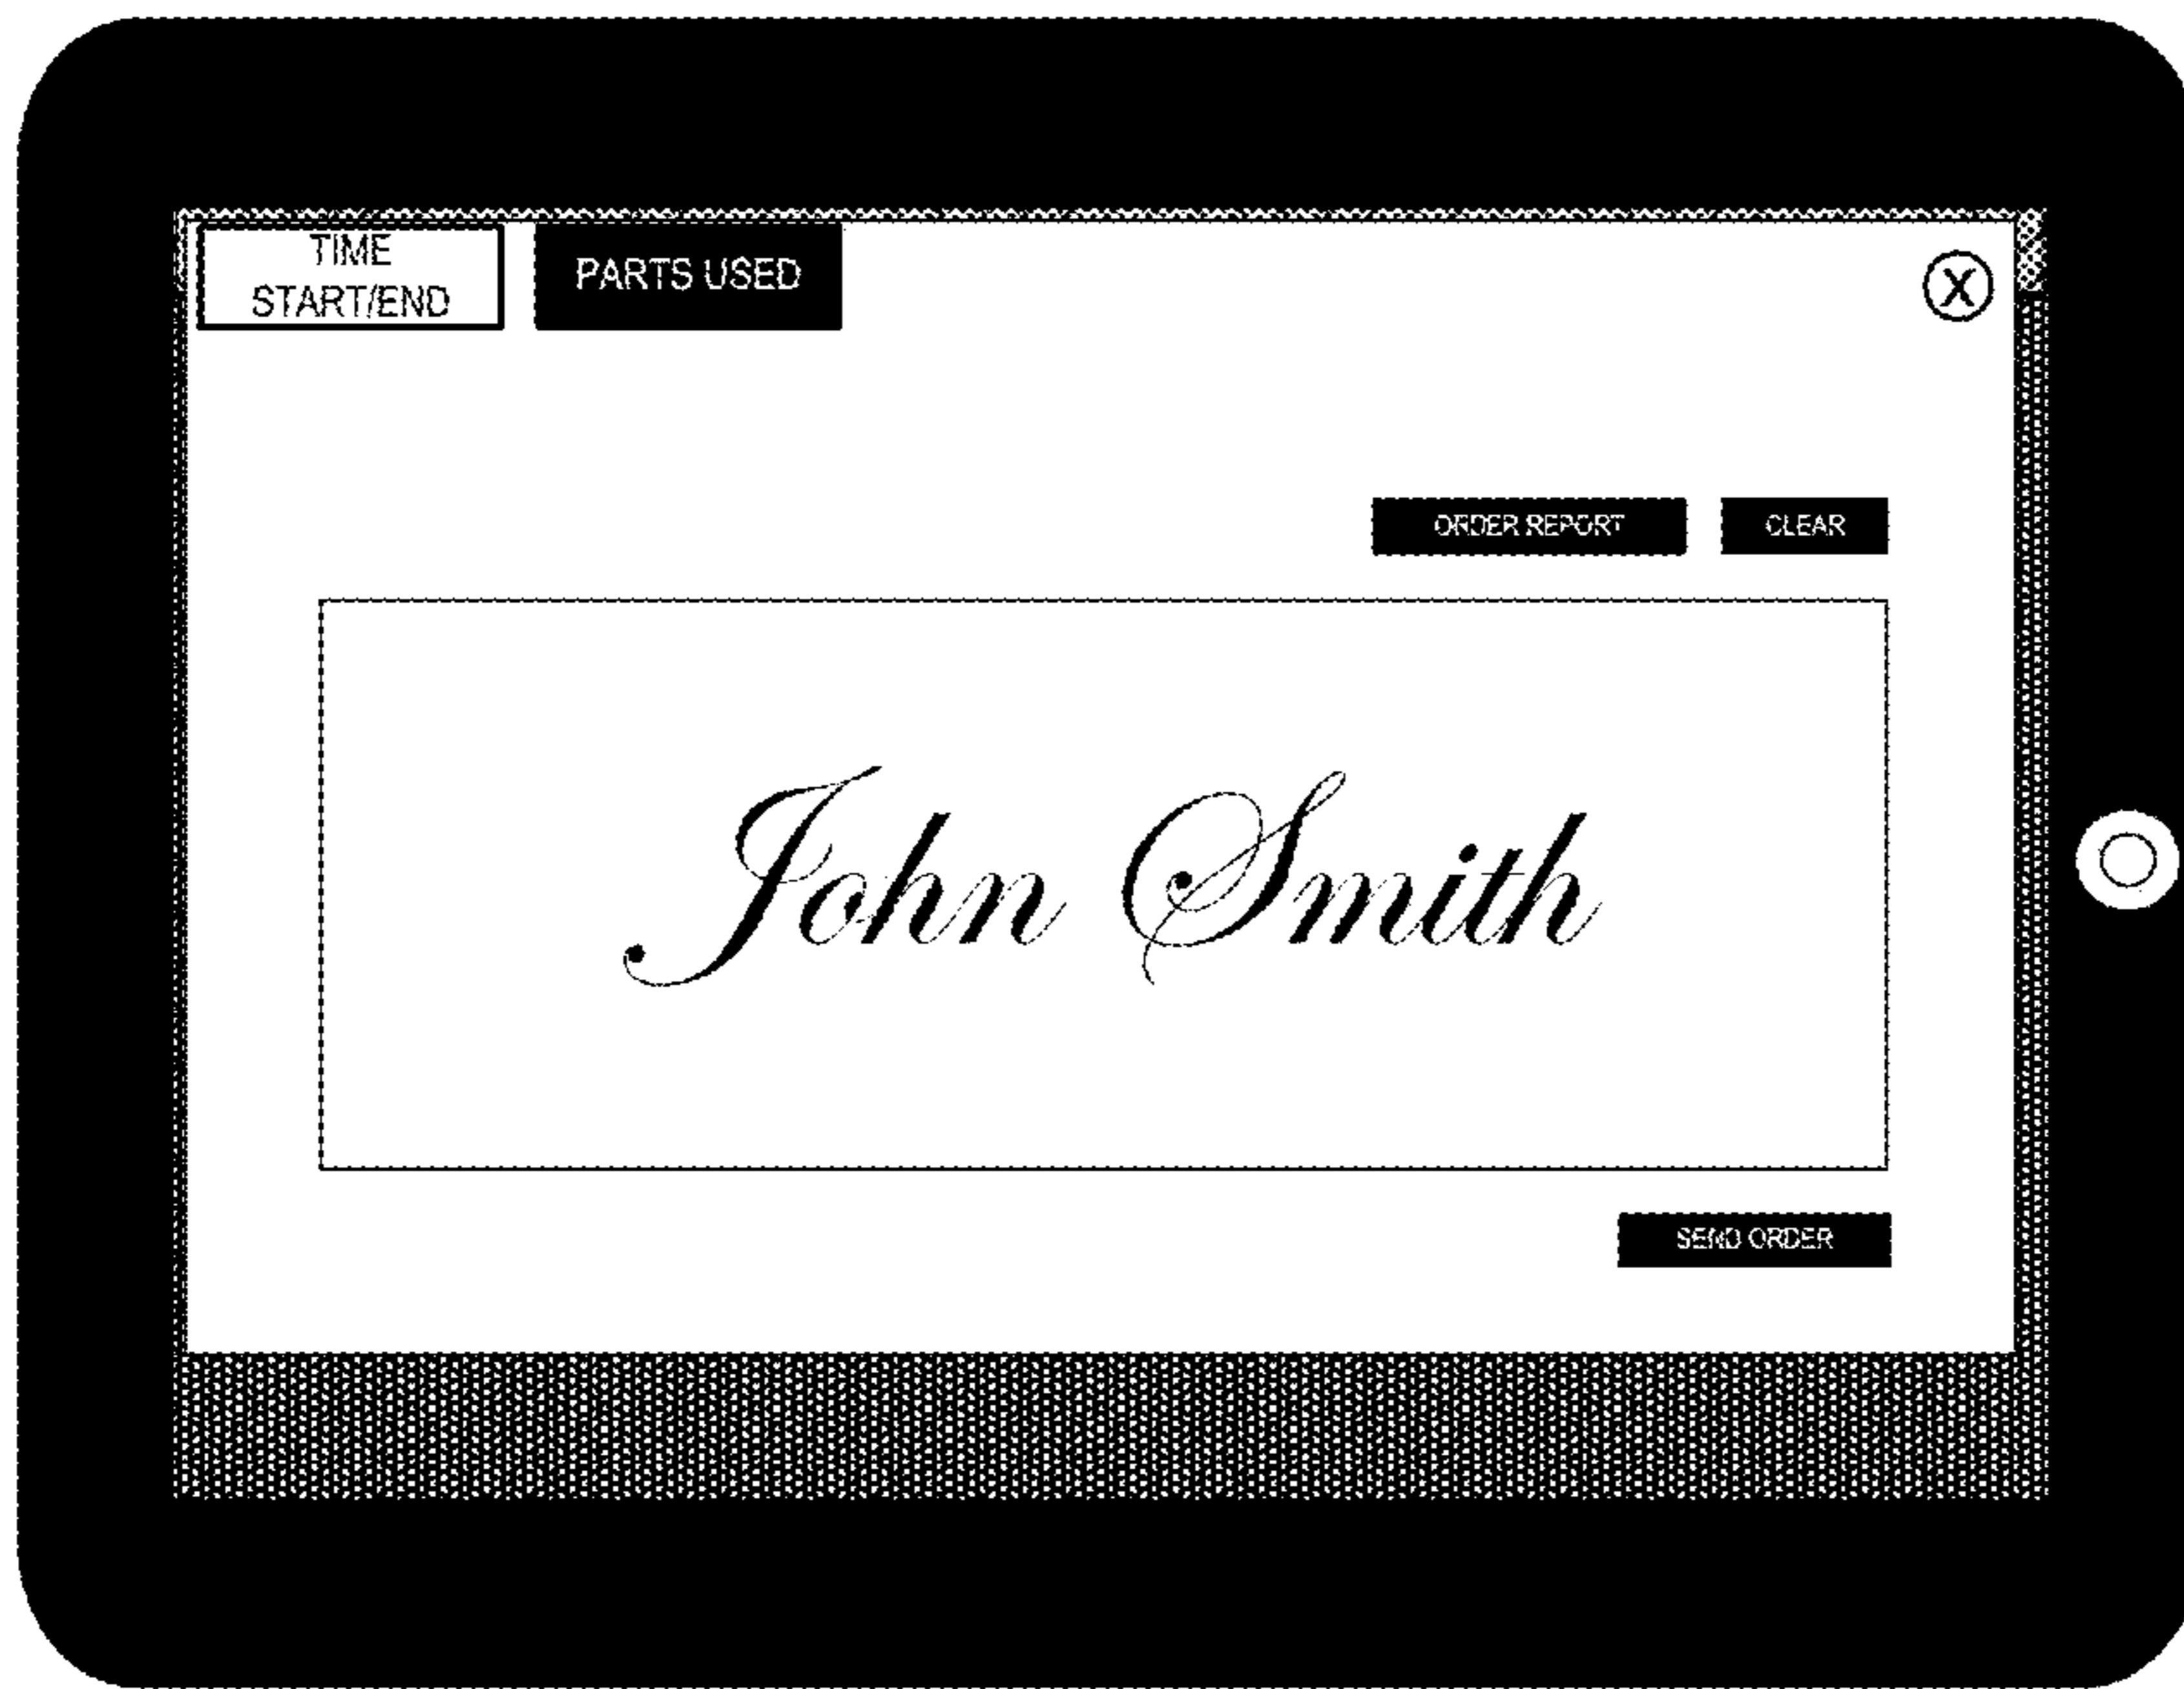 TIME
START/END
PARTS USED
X
ORDER REPORT
CLEAR
John Smith
SEND ORDER